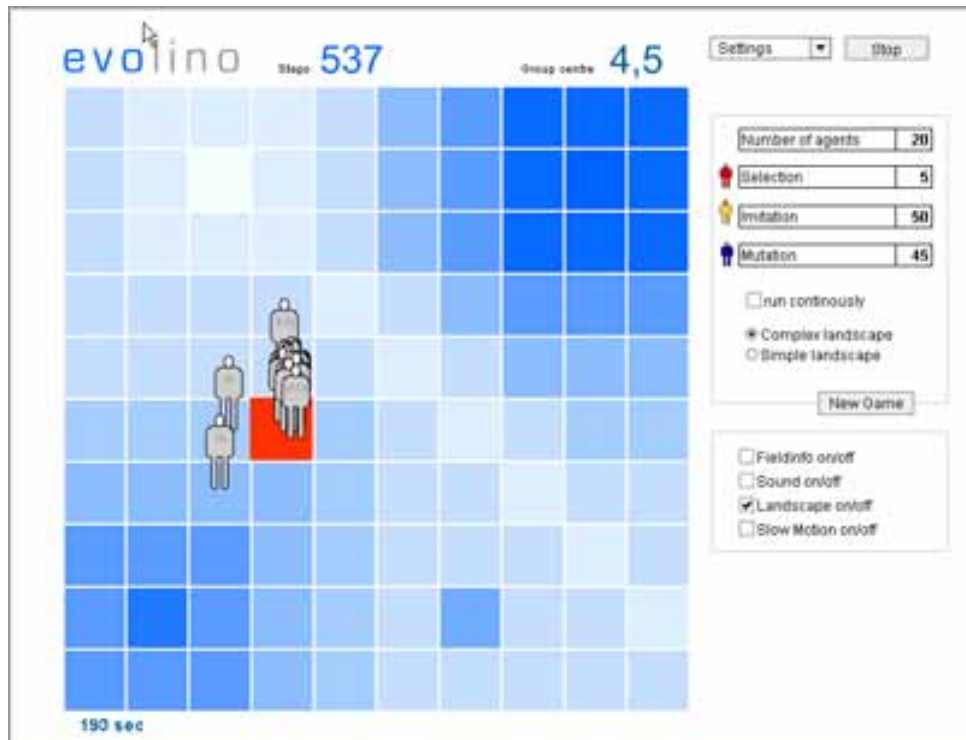 evolino
Steps 537
Group centre 4,5
Settings
Stop
Number of agents 20
Selection 5
Imitation 50
Mutation 45
run continously
Complex landscape
Simple landscape
New Game
Fieldinfo on/off
Sound on/off
Landscape on/off
Slow Motion on/off
193 sec